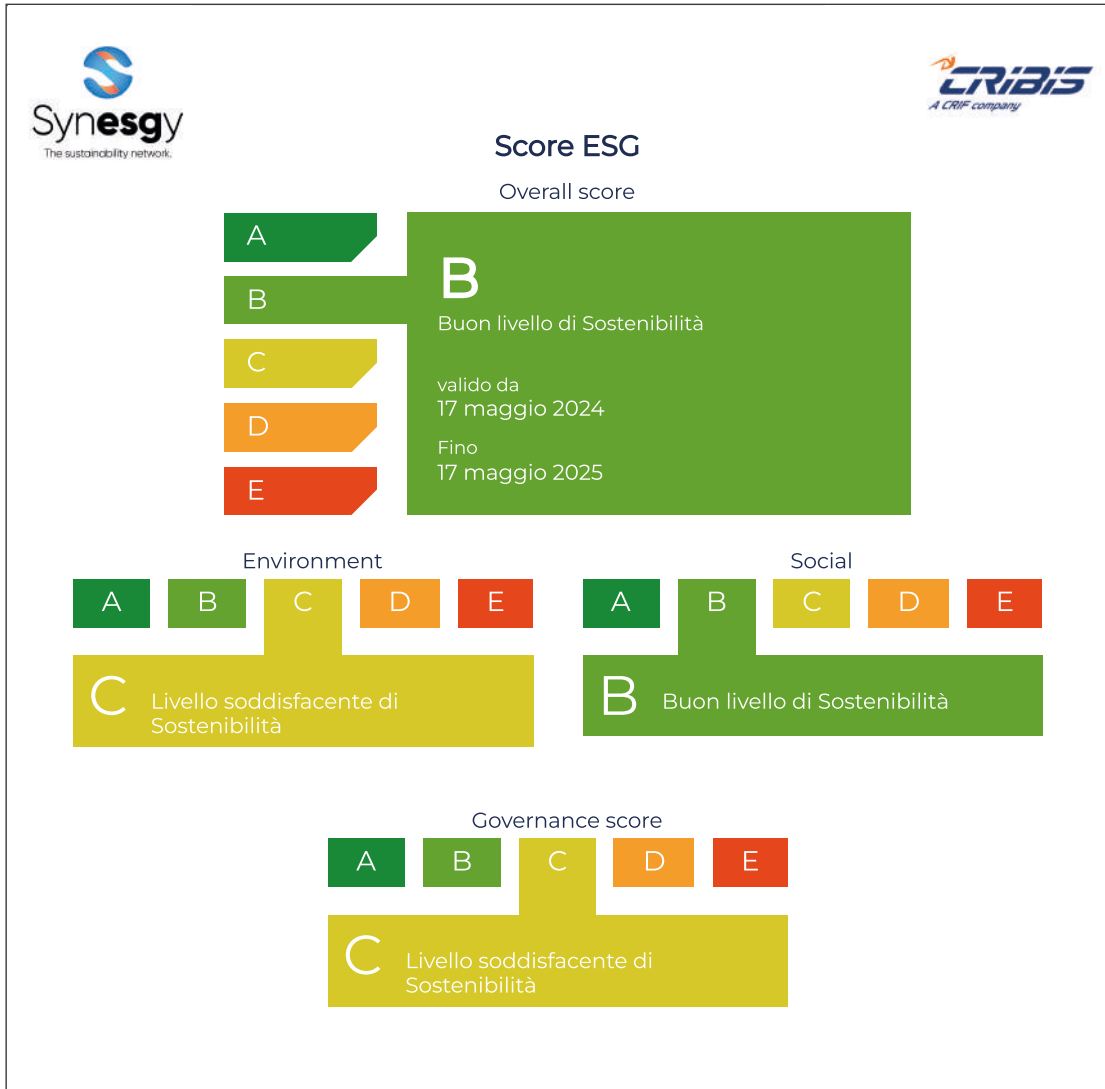 Synesgy
The sustainability network.
CRIBIS
A CRIF company
Score ESG
Overall score
A
B
C
D
E
B
Buon livello di Sostenibilità
valido da
17 maggio 2024
Fino
17 maggio 2025
Environment
A B C D E
C Livello soddisfacente di
Sostenibilità
Social
A B C D E
B Buon livello di Sostenibilità
Governance score
A B C D E
C Livello soddisfacente di
Sostenibilità